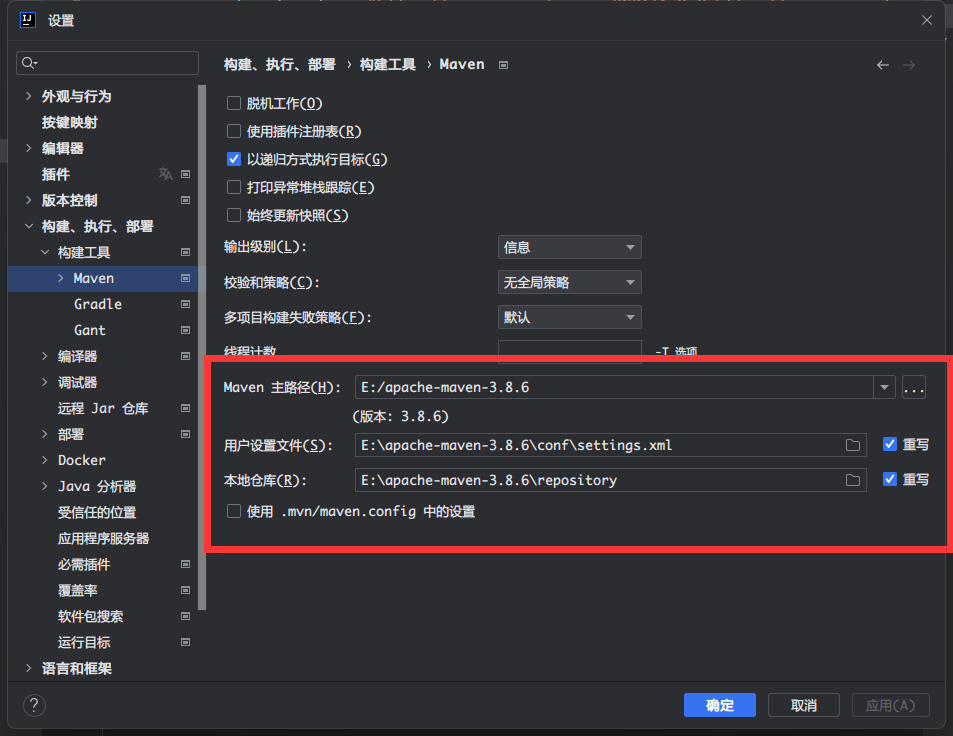 设置
构建、执行、部署 › 构建工具 › Maven
外观与行为
按键映射
编辑器
插件
版本控制
构建、执行、部署
构建工具
Maven
Gradle
Gant
编译器
调试器
远程 Jar 仓库
部署
Docker
Java 分析器
受信任的位置
应用程序服务器
必需插件
覆盖率
软件包搜索
运行目标
语言和框架
脱机工作(O)
使用插件注册表(R)
以递归方式执行目标(G)
打印异常堆栈跟踪(E)
始终更新快照(S)
输出级别(L): 信息
校验和策略(C): 无全局策略
多项目构建失败策略(F): 默认
线程计数 -T 选项
Maven 主路径(H): E:/apache-maven-3.8.6 ...
(版本: 3.8.6)
用户设置文件(S): E:\apache-maven-3.8.6\conf\settings.xml 重写
本地仓库(R): E:\apache-maven-3.8.6\repository 重写
使用 .mvn/maven.config 中的设置
? 确定 取消 应用(A)